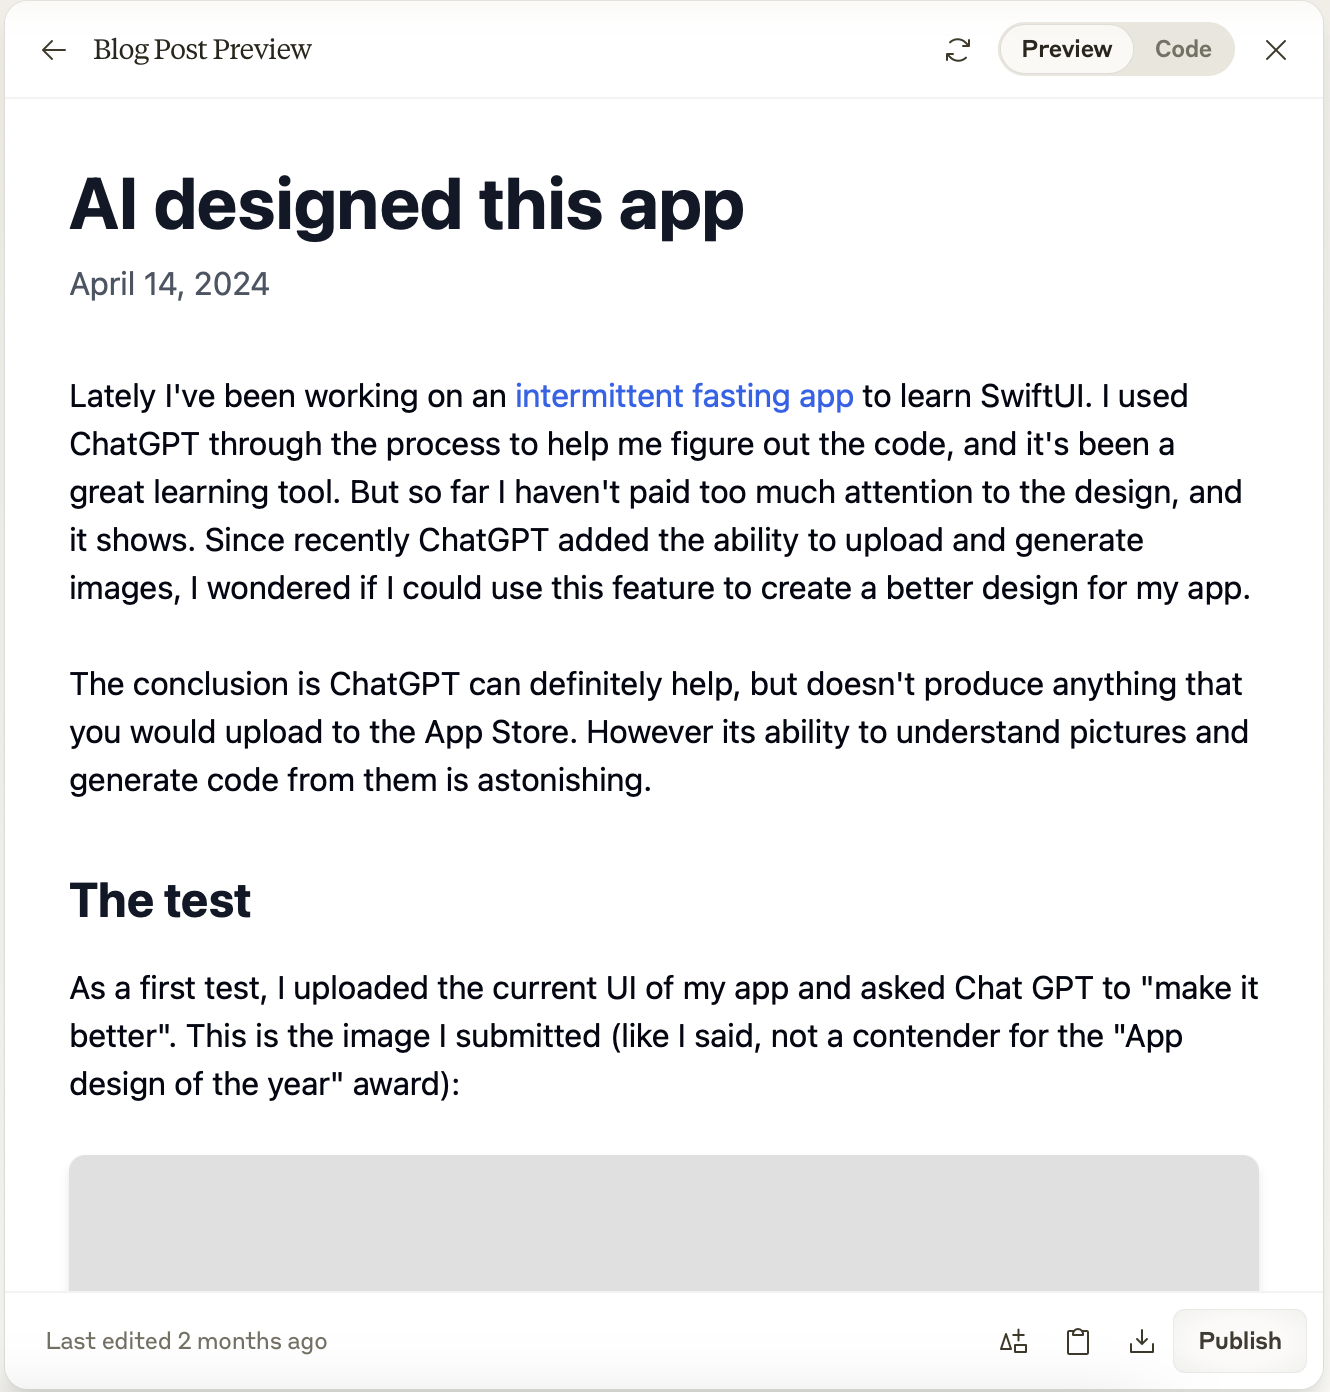 Blog Post Preview
Preview
Code
AI designed this app
April 14, 2024
Lately I've been working on an intermittent fasting app to learn SwiftUI. I used
ChatGPT through the process to help me figure out the code, and it's been a
great learning tool. But so far I haven't paid too much attention to the design, and
it shows. Since recently ChatGPT added the ability to upload and generate
images, I wondered if I could use this feature to create a better design for my app.
The conclusion is ChatGPT can definitely help, but doesn't produce anything that
you would upload to the App Store. However its ability to understand pictures and
generate code from them is astonishing.
The test
As a first test, I uploaded the current UI of my app and asked Chat GPT to "make it
better". This is the image I submitted (like I said, not a contender for the "App
design of the year" award):
Last edited 2 months ago
Publish